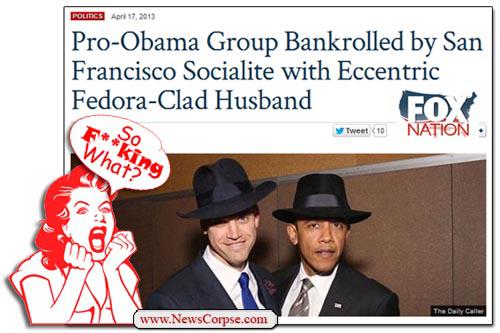 POLITICS April 17, 2013
Pro-Obama Group Bankrolled by San
Francisco Socialite with Eccentric
Fedora-Clad Husband
Tweet 10
FOX
NATION
So
F**king
What?
The Daily Caller
www.NewsCorpse.com